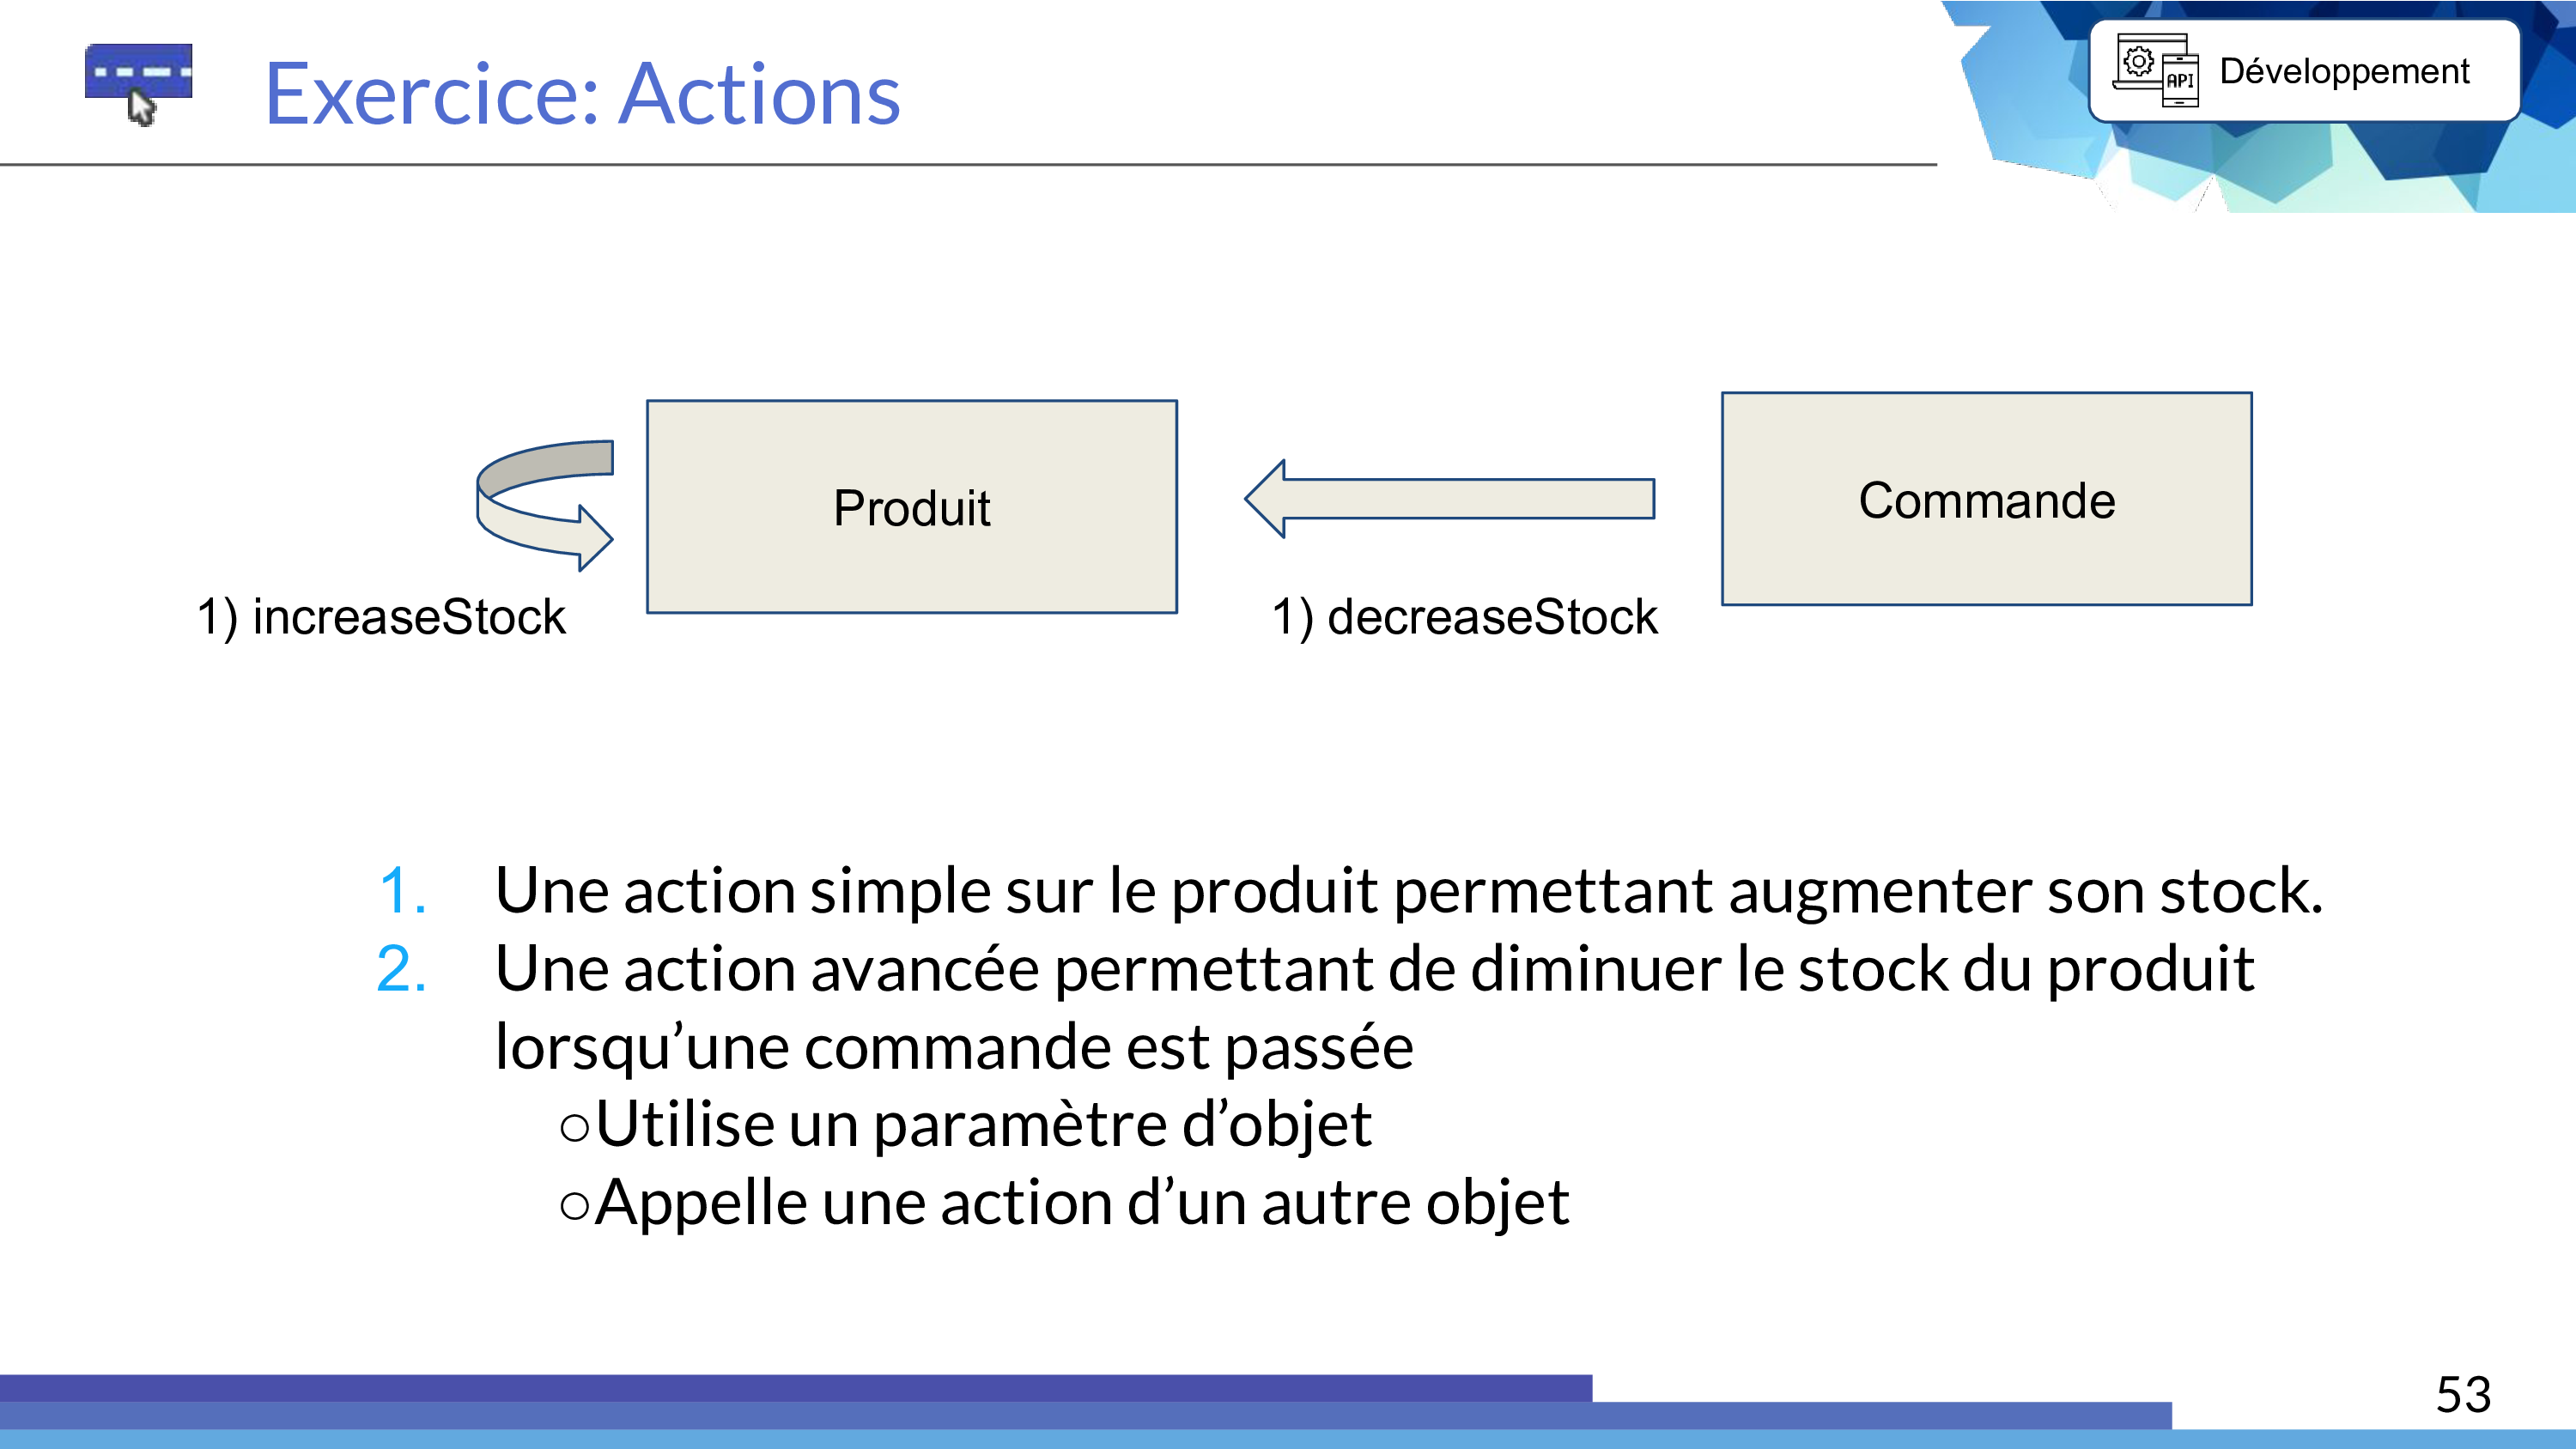 Exercice: Actions
API
Développement
Produit
Commande
1) increaseStock
1) decreaseStock
1. Une action simple sur le produit permettant augmenter son stock.
2. Une action avancée permettant de diminuer le stock du produit
lorsqu’une commande est passée
○Utilise un paramètre d’objet
○Appelle une action d’un autre objet
53